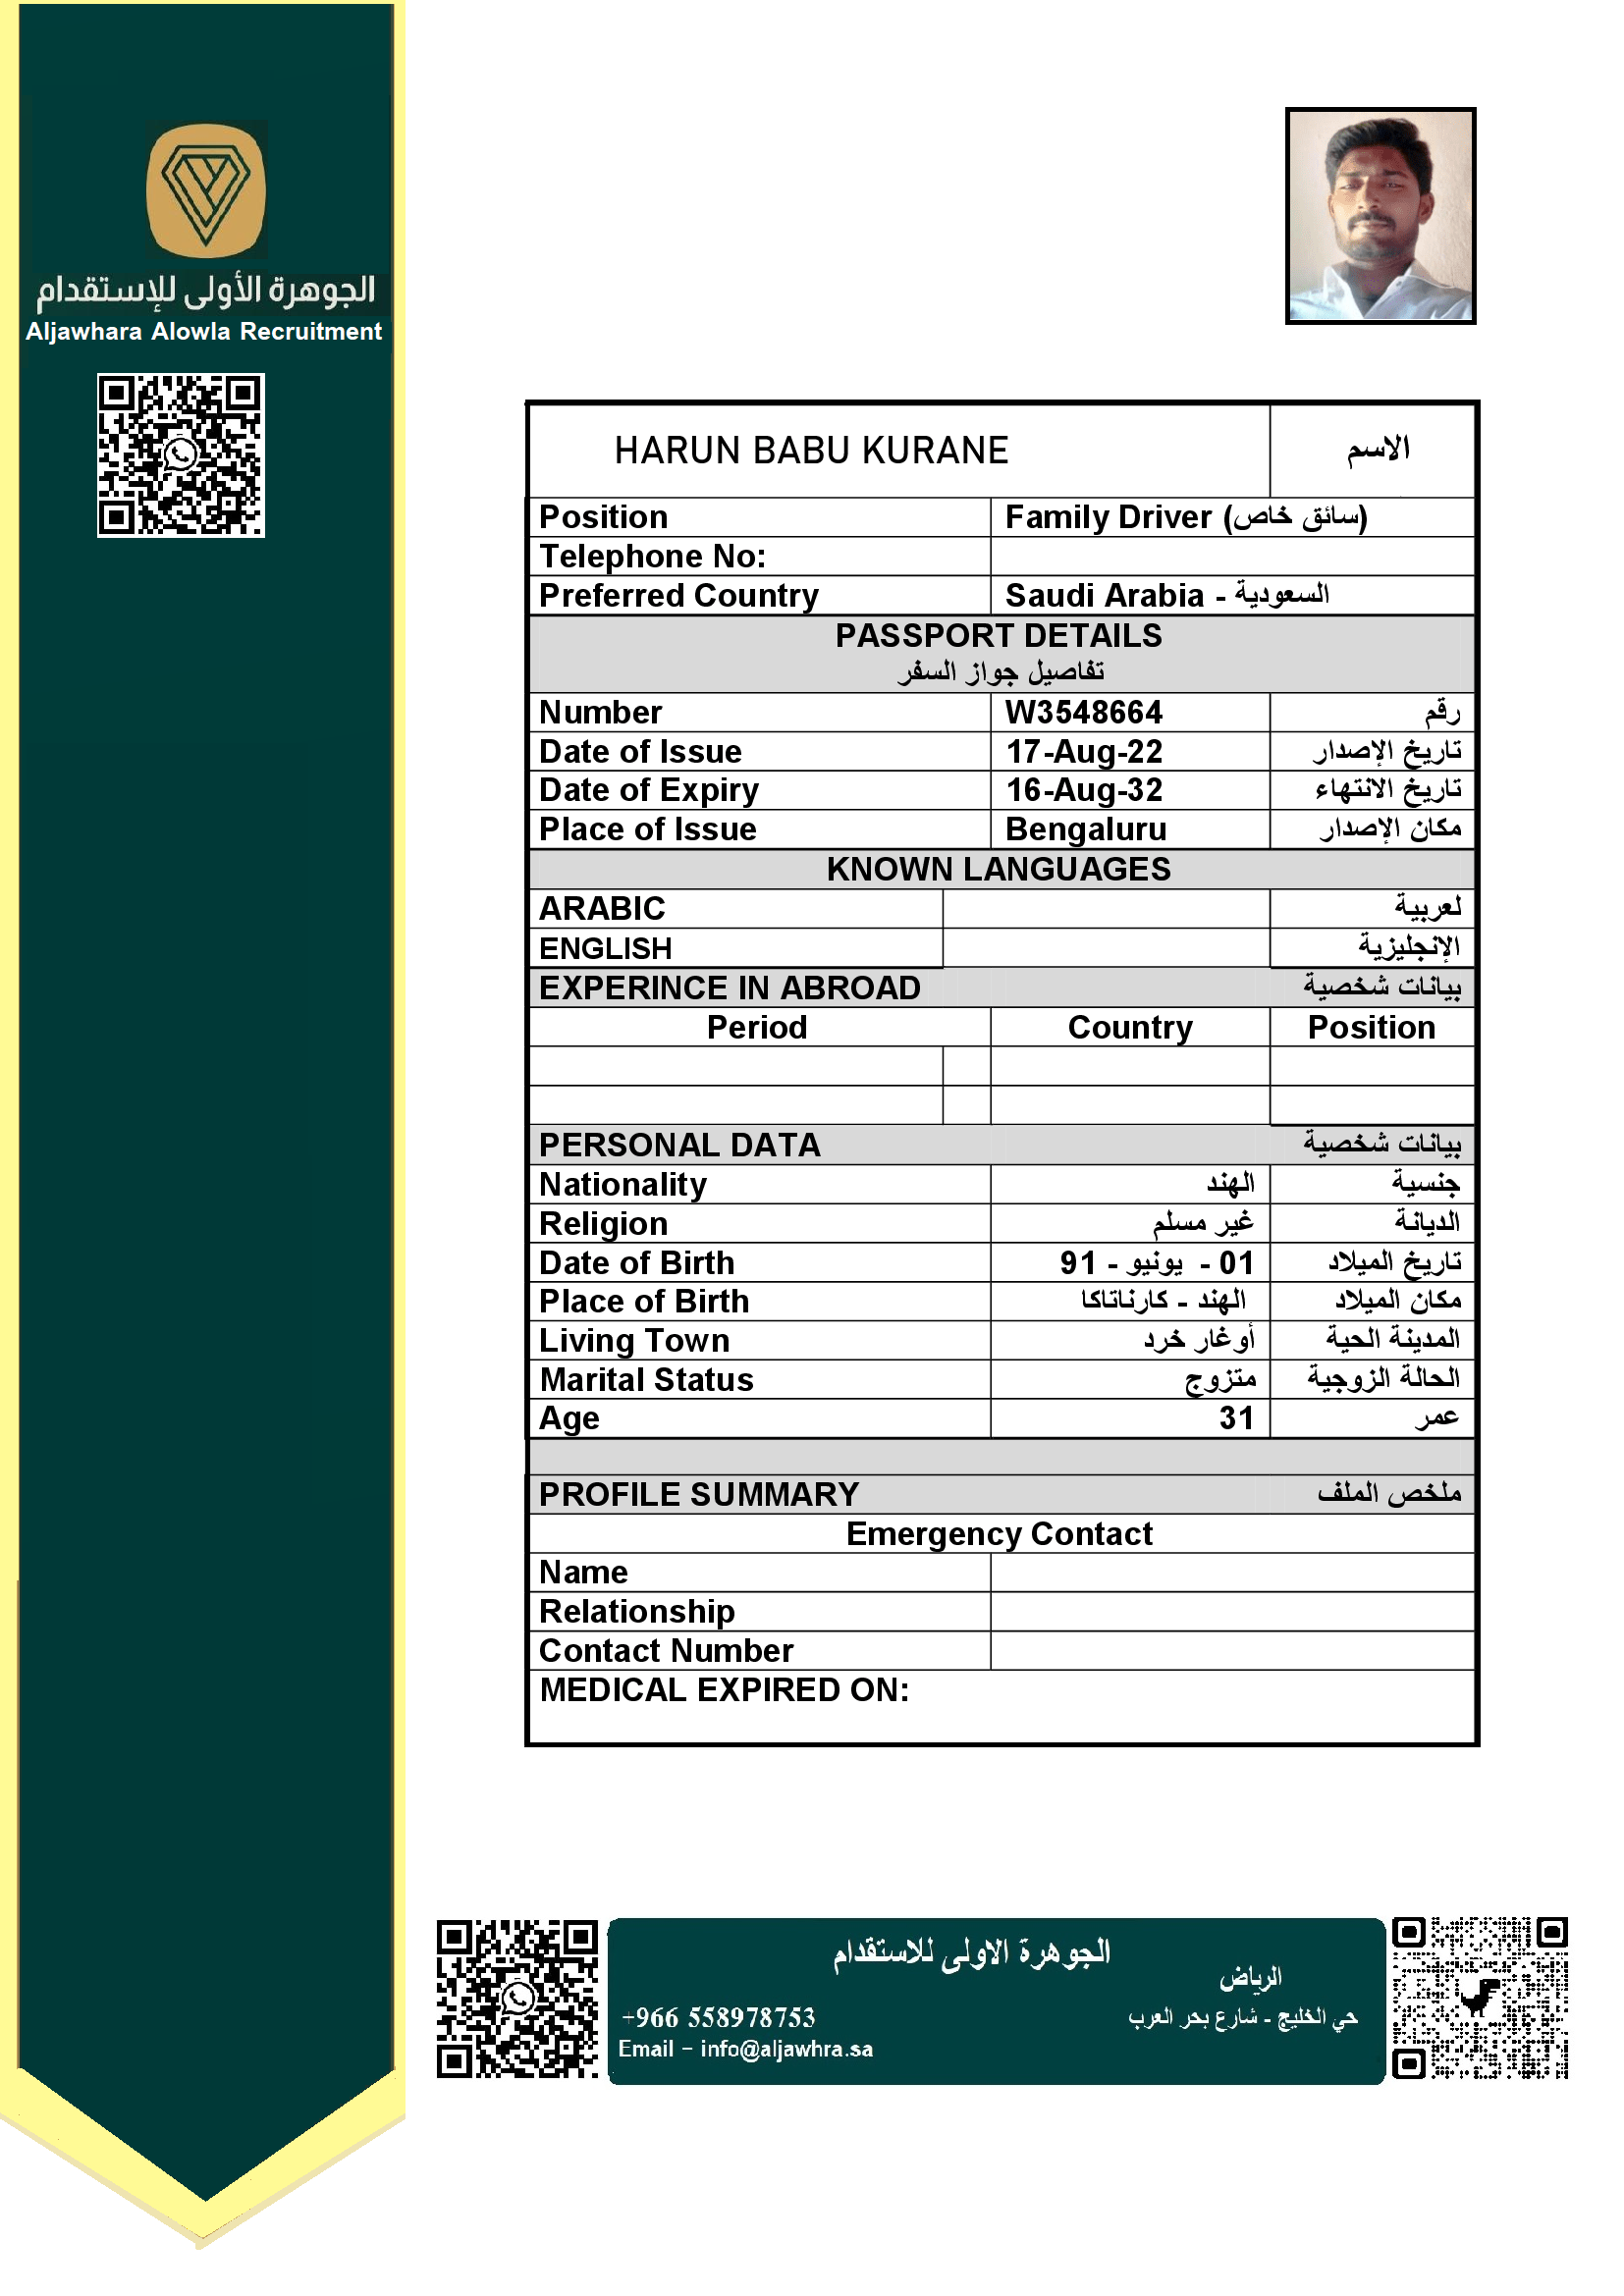 الجوهرة الأولى للإستقدام
Aljawhara Alowla Recruitment
HARUN BABU KURANE الاسم
Position Family Driver (سائق خاص)
Telephone No:
Preferred Country Saudi Arabia - السعودية
PASSPORT DETAILS
تفاصيل جواز السفر
Number W3548664 رقم
Date of Issue 17-Aug-22 تاريخ الإصدار
Date of Expiry 16-Aug-32 تاريخ الانتهاء
Place of Issue Bengaluru مكان الإصدار
KNOWN LANGUAGES
ARABIC لعربية
ENGLISH الإنجليزية
EXPERINCE IN ABROAD بيانات شخصية
Period Country Position
PERSONAL DATA بيانات شخصية
Nationality الهند جنسية
Religion غير مسلم الديانة
Date of Birth 01 - يونيو - 91 تاريخ الميلاد
Place of Birth الهند - كارناتاكا مكان الميلاد
Living Town أوغار خرد المدينة الحية
Marital Status متزوج الحالة الزوجية
Age 31 عمر
PROFILE SUMMARY ملخص الملف
Emergency Contact
Name
Relationship
Contact Number
MEDICAL EXPIRED ON:
الجوهرة الاولى للاستقدام
الرياض
+966 558978753 حي الخليج - شارع بحر العرب
Email - info@aljawhra.sa